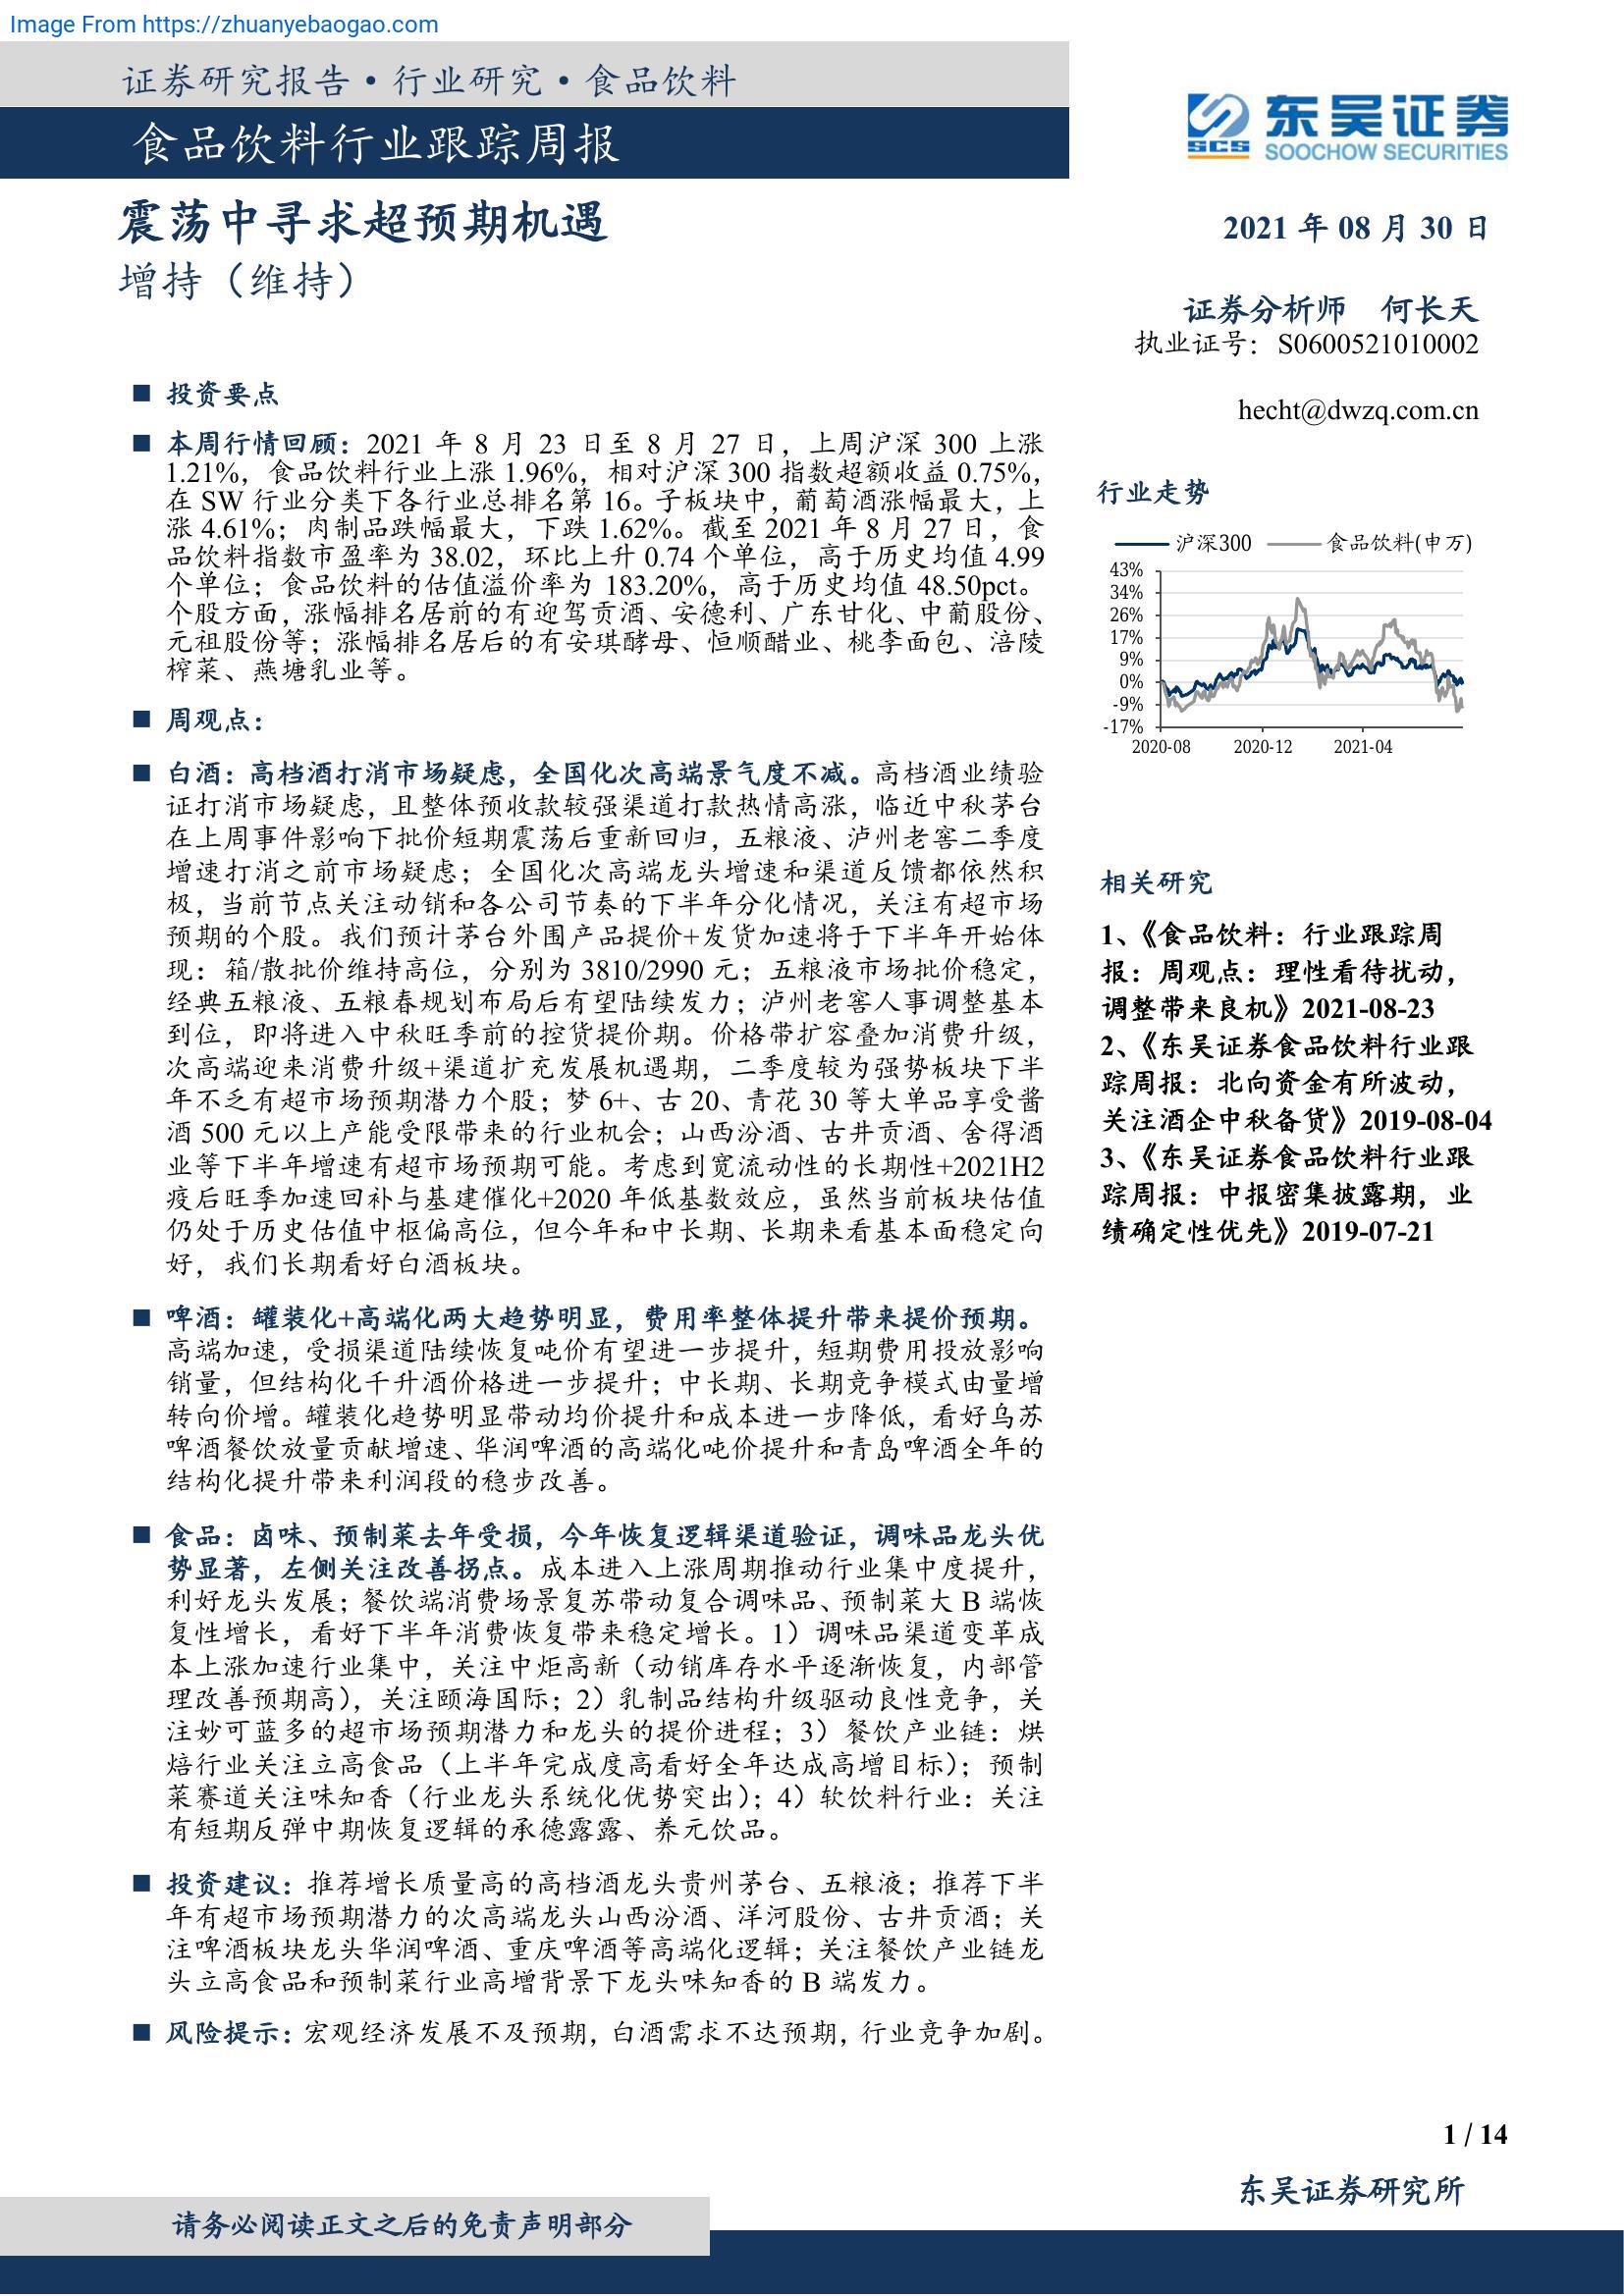 Image From https://zhuanyebaogao.com
证券研究报告·行业研究·食品饮料
食品饮料行业跟踪周报
东吴证券
SCS
SOOCHOW SECURITIES
震荡中寻求超预期机遇
增持（维持）
2021 年 08 月 30 日
证券分析师 何长天
执业证号：S0600521010002
hecht@dwzq.com.cn
■ 投资要点
■ 本周行情回顾：2021 年 8 月 23 日至 8 月 27 日，上周沪深 300 上涨
1.21%，食品饮料行业上涨 1.96%，相对沪深 300 指数超额收益 0.75%，
在 SW 行业分类下各行业总排名第 16。子板块中，葡萄酒涨幅最大，上
涨 4.61%；肉制品跌幅最大，下跌 1.62%。截至 2021 年 8 月 27 日，食
品饮料指数市盈率为 38.02，环比上升 0.74 个单位，高于历史均值 4.99
个单位；食品饮料的估值溢价率为 183.20%，高于历史均值 48.50pct。
个股方面，涨幅排名居前的有迎驾贡酒、安德利、广东甘化、中葡股份、
元祖股份等；涨幅排名居后的有安琪酵母、恒顺醋业、桃李面包、涪陵
榨菜、燕塘乳业等。
■ 周观点：
■ 白酒：高档酒打消市场疑虑，全国化次高端景气度不减。高档酒业绩验
证打消市场疑虑，且整体预收款较强渠道打款热情高涨，临近中秋茅台
在上周事件影响下批价短期震荡后重新回归，五粮液、泸州老窖二季度
增速打消之前市场疑虑；全国化次高端龙头增速和渠道反馈都依然积
极，当前节点关注动销和各公司节奏的下半年分化情况，关注有超市场
预期的个股。我们预计茅台外围产品提价+发货加速将于下半年开始体
现：箱/散批价维持高位，分别为 3810/2990 元；五粮液市场批价稳定，
经典五粮液、五粮春规划布局后有望陆续发力；泸州老窖人事调整基本
到位，即将进入中秋旺季前的控货提价期。价格带扩容叠加消费升级，
次高端迎来消费升级+渠道扩充发展机遇期，二季度较为强势板块下半
年不乏有超市场预期潜力个股；梦 6+、古 20、青花 30 等大单品享受酱
酒 500 元以上产能受限带来的行业机会；山西汾酒、古井贡酒、舍得酒
业等下半年增速有超市场预期可能。考虑到宽流动性的长期性+2021H2
疫后旺季加速回补与基建催化+2020 年低基数效应，虽然当前板块估值
仍处于历史估值中枢偏高位，但今年和中长期、长期来看基本面稳定向
好，我们长期看好白酒板块。
■ 啤酒：罐装化+高端化两大趋势明显，费用率整体提升带来提价预期。
高端加速，受损渠道陆续恢复吨价有望进一步提升，短期费用投放影响
销量，但结构化千升酒价格进一步提升；中长期、长期竞争模式由量增
转向价增。罐装化趋势明显带动均价提升和成本进一步降低，看好乌苏
啤酒餐饮放量贡献增速、华润啤酒的高端化吨价提升和青岛啤酒全年的
结构化提升带来利润段的稳步改善。
■ 食品：卤味、预制菜去年受损，今年恢复逻辑渠道验证，调味品龙头优
势显著，左侧关注改善拐点。成本进入上涨周期推动行业集中度提升，
利好龙头发展；餐饮端消费场景复苏带动复合调味品、预制菜大 B 端恢
复性增长，看好下半年消费恢复带来稳定增长。1）调味品渠道变革成
本上涨加速行业集中，关注中炬高新（动销库存水平逐渐恢复，内部管
理改善预期高），关注颐海国际；2）乳制品结构升级驱动良性竞争，关
注妙可蓝多的超市场预期潜力和龙头的提价进程；3）餐饮产业链：烘
焙行业关注立高食品（上半年完成度高看好全年达成高增目标）；预制
菜赛道关注味知香（行业龙头系统化优势突出）；4）软饮料行业：关注
有短期反弹中期恢复逻辑的承德露露、养元饮品。
■ 投资建议：推荐增长质量高的高档酒龙头贵州茅台、五粮液；推荐下半
年有超市场预期潜力的次高端龙头山西汾酒、洋河股份、古井贡酒；关
注啤酒板块龙头华润啤酒、重庆啤酒等高端化逻辑；关注餐饮产业链龙
头立高食品和预制菜行业高增背景下龙头味知香的 B 端发力。
■ 风险提示：宏观经济发展不及预期，白酒需求不达预期，行业竞争加剧。
行业走势
沪深300 食品饮料(申万)
43%
34%
26%
17%
9%
0%
-9%
-17%
2020-08 2020-12 2021-04
相关研究
1、《食品饮料：行业跟踪周
报：周观点：理性看待扰动，
调整带来良机》2021-08-23
2、《东吴证券食品饮料行业跟
踪周报：北向资金有所波动，
关注酒企中秋备货》2019-08-04
3、《东吴证券食品饮料行业跟
踪周报：中报密集披露期，业
绩确定性优先》2019-07-21
1 / 14
东吴证券研究所
请务必阅读正文之后的免责声明部分